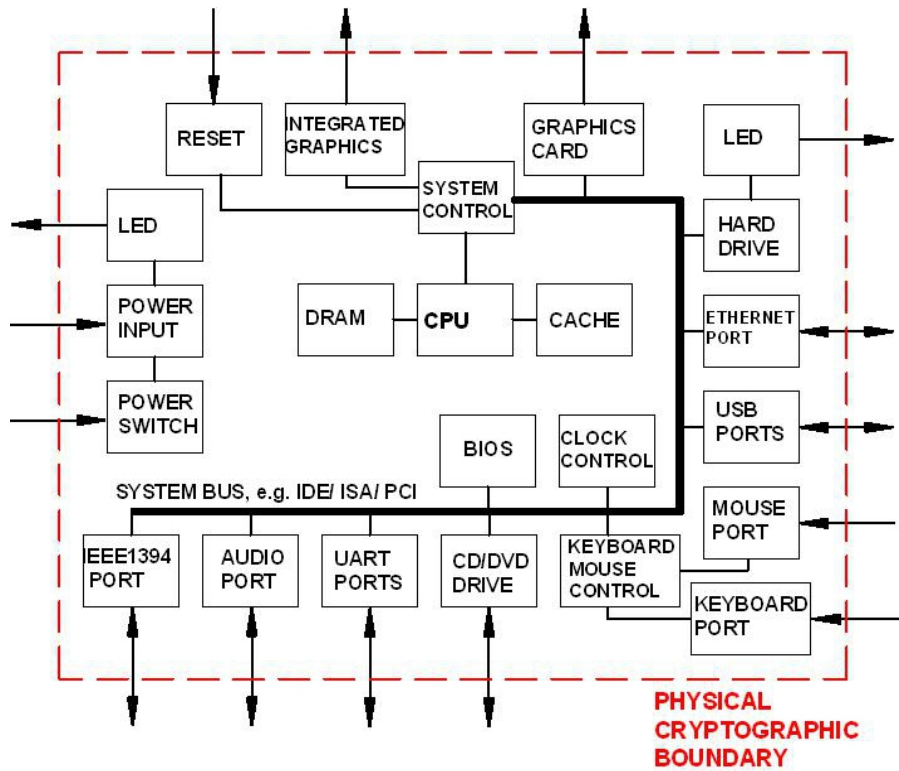 RESET
INTEGRATED
GRAPHICS
GRAPHICS
CARD
LED
SYSTEM
CONTROL
LED
HARD
DRIVE
POWER
INPUT
DRAM
CPU
CACHE
ETHERNET
PORT
POWER
SWITCH
USB
PORTS
BIOS
CLOCK
CONTROL
SYSTEM BUS, e.g. IDE/ ISA/ PCI
MOUSE
PORT
IEEE1394
PORT
AUDIO
PORT
UART
PORTS
CD/DVD
DRIVE
KEYBOARD
MOUSE
CONTROL
KEYBOARD
PORT
PHYSICAL
CRYPTOGRAPHIC
BOUNDARY